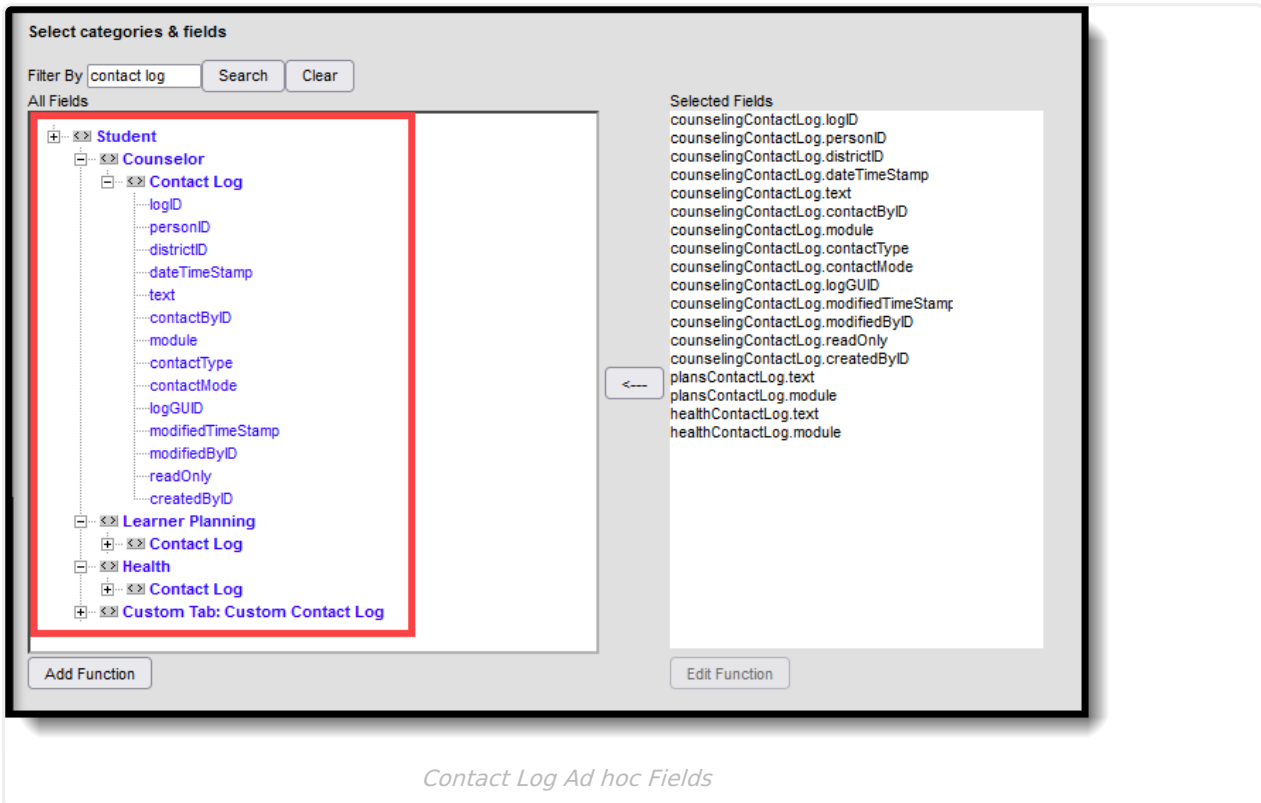 Select categories & fields
Filter By contact log Search Clear
All Fields
Student
Counselor
Contact Log
logID
personID
districtID
dateTimeStamp
text
contactByID
module
contactType
contactMode
logGUID
modifiedTimeStamp
modifiedByID
readOnly
createdByID
Learner Planning
Contact Log
Health
Contact Log
Custom Tab: Custom Contact Log
Add Function
<---
Selected Fields
counselingContactLog.logID
counselingContactLog.personID
counselingContactLog.districtID
counselingContactLog.dateTimeStamp
counselingContactLog.text
counselingContactLog.contactByID
counselingContactLog.module
counselingContactLog.contactType
counselingContactLog.contactMode
counselingContactLog.logGUID
counselingContactLog.modifiedTimeStamp
counselingContactLog.modifiedByID
counselingContactLog.readOnly
counselingContactLog.createdByID
plansContactLog.text
plansContactLog.module
healthContactLog.text
healthContactLog.module
Edit Function
Contact Log Ad hoc Fields